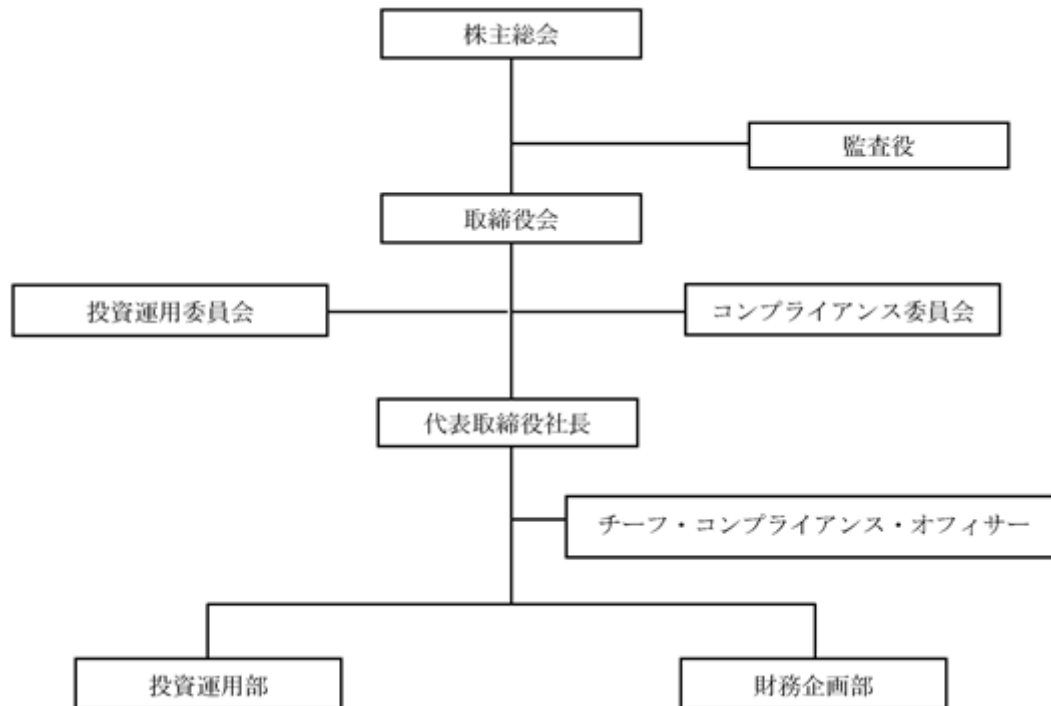 株主総会
監査役
取締役会
投資運用委員会
コンプライアンス委員会
代表取締役社長
チーフ・コンプライアンス・オフィサー
投資運用部
財務企画部